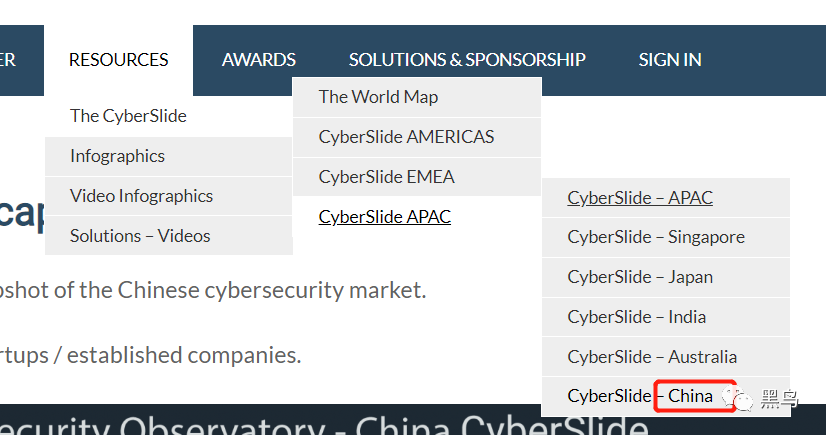 ER RESOURCES AWARDS SOLUTIONS & SPONSORSHIP SIGN IN
The CyberSlide
Infographics
Video Infographics
Solutions – Videos
The World Map
CyberSlide AMERICAS
CyberSlide EMEA
CyberSlide APAC
CyberSlide – APAC
CyberSlide – Singapore
CyberSlide – Japan
CyberSlide – India
CyberSlide – Australia
CyberSlide – China
黑鸟
cap
pshot of the Chinese cybersecurity market.
rtups / established companies.
ecurity Observatory - China CyberSlide